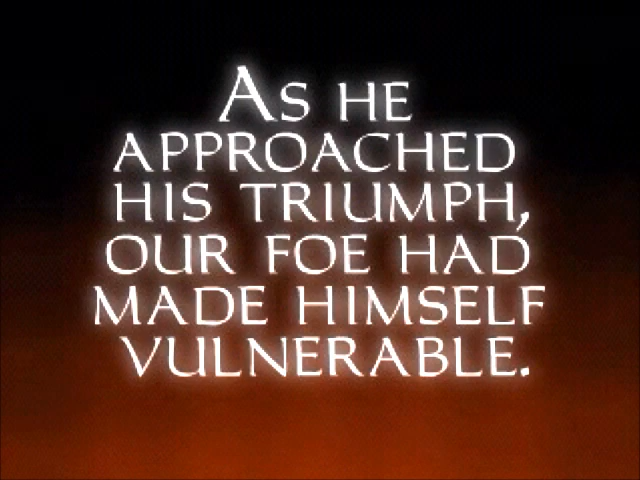 As he
approached
his triumph,
our foe had
made himself
vulnerable.